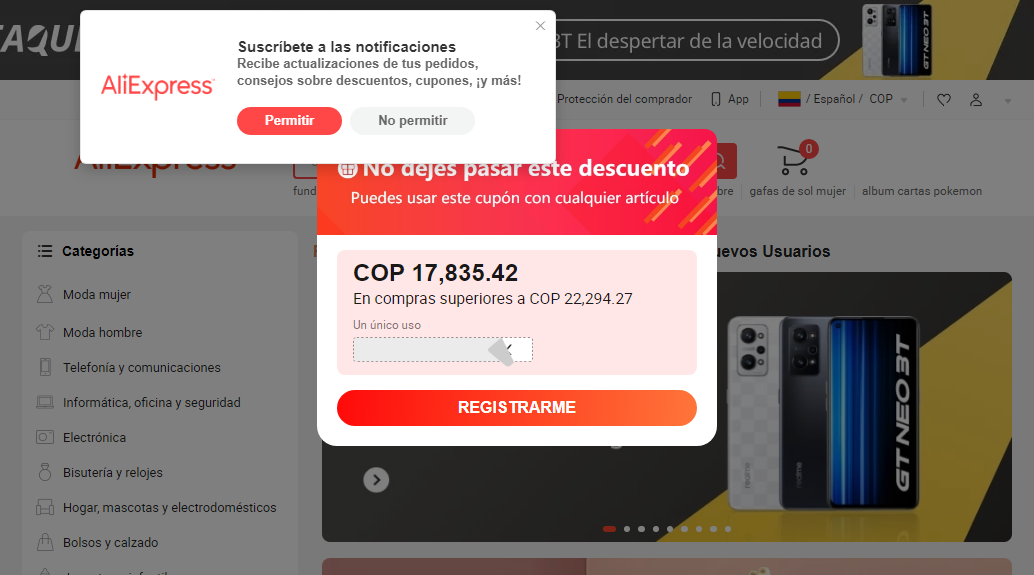 3T El despertar de la velocidad
Suscríbete a las notificaciones
Recibe actualizaciones de tus pedidos,
consejos sobre descuentos, cupones, ¡y más!
AliExpress
Permitir
No permitir
Protección del comprador
App
/ Español /
COP
0
No dejes pasar este descuento
Puedes usar este cupón con cualquier artículo
gafas de sol mujer
album cartas pokemon
Categorías
Moda mujer
Moda hombre
Telefonía y comunicaciones
Informática, oficina y seguridad
Electrónica
Bisutería y relojes
Hogar, mascotas y electrodomésticos
Bolsos y calzado
uevos Usuarios
COP 17,835.42
En compras superiores a COP 22,294.27
Un único uso
REGISTRARME
realme
realme
GT NEO 3T
GT NEO 3T